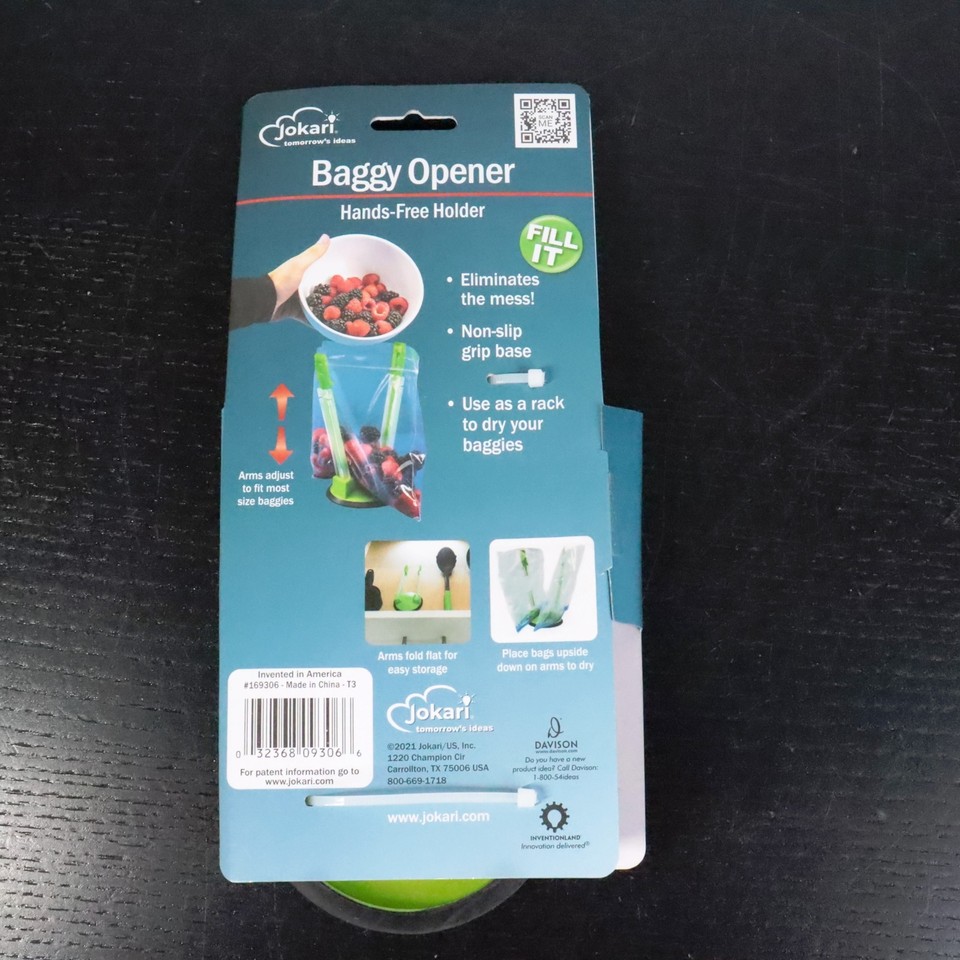 Jokari
tomorrow's ideas
SCAN
ME
Baggy Opener
Hands-Free Holder
FILL
IT
• Eliminates
the mess!
• Non-slip
grip base
• Use as a rack
to dry your
baggies
Arms adjust
to fit most
size baggies
Arms fold flat for
easy storage
Place bags upside
down on arms to dry
Invented in America
#169306 - Made in China - T3
0 32368 09306 6
For patent information go to
www.jokari.com
Jokari
tomorrow's ideas
©2021 Jokari/US, Inc.
1220 Champion Cir
Carrollton, TX 75006 USA
800-669-1718
www.jokari.com
DAVISON
www.davison.com
Do you have a new
product idea? Call Davison:
1-800-54ideas
INVENTIONLAND
Innovation delivered®